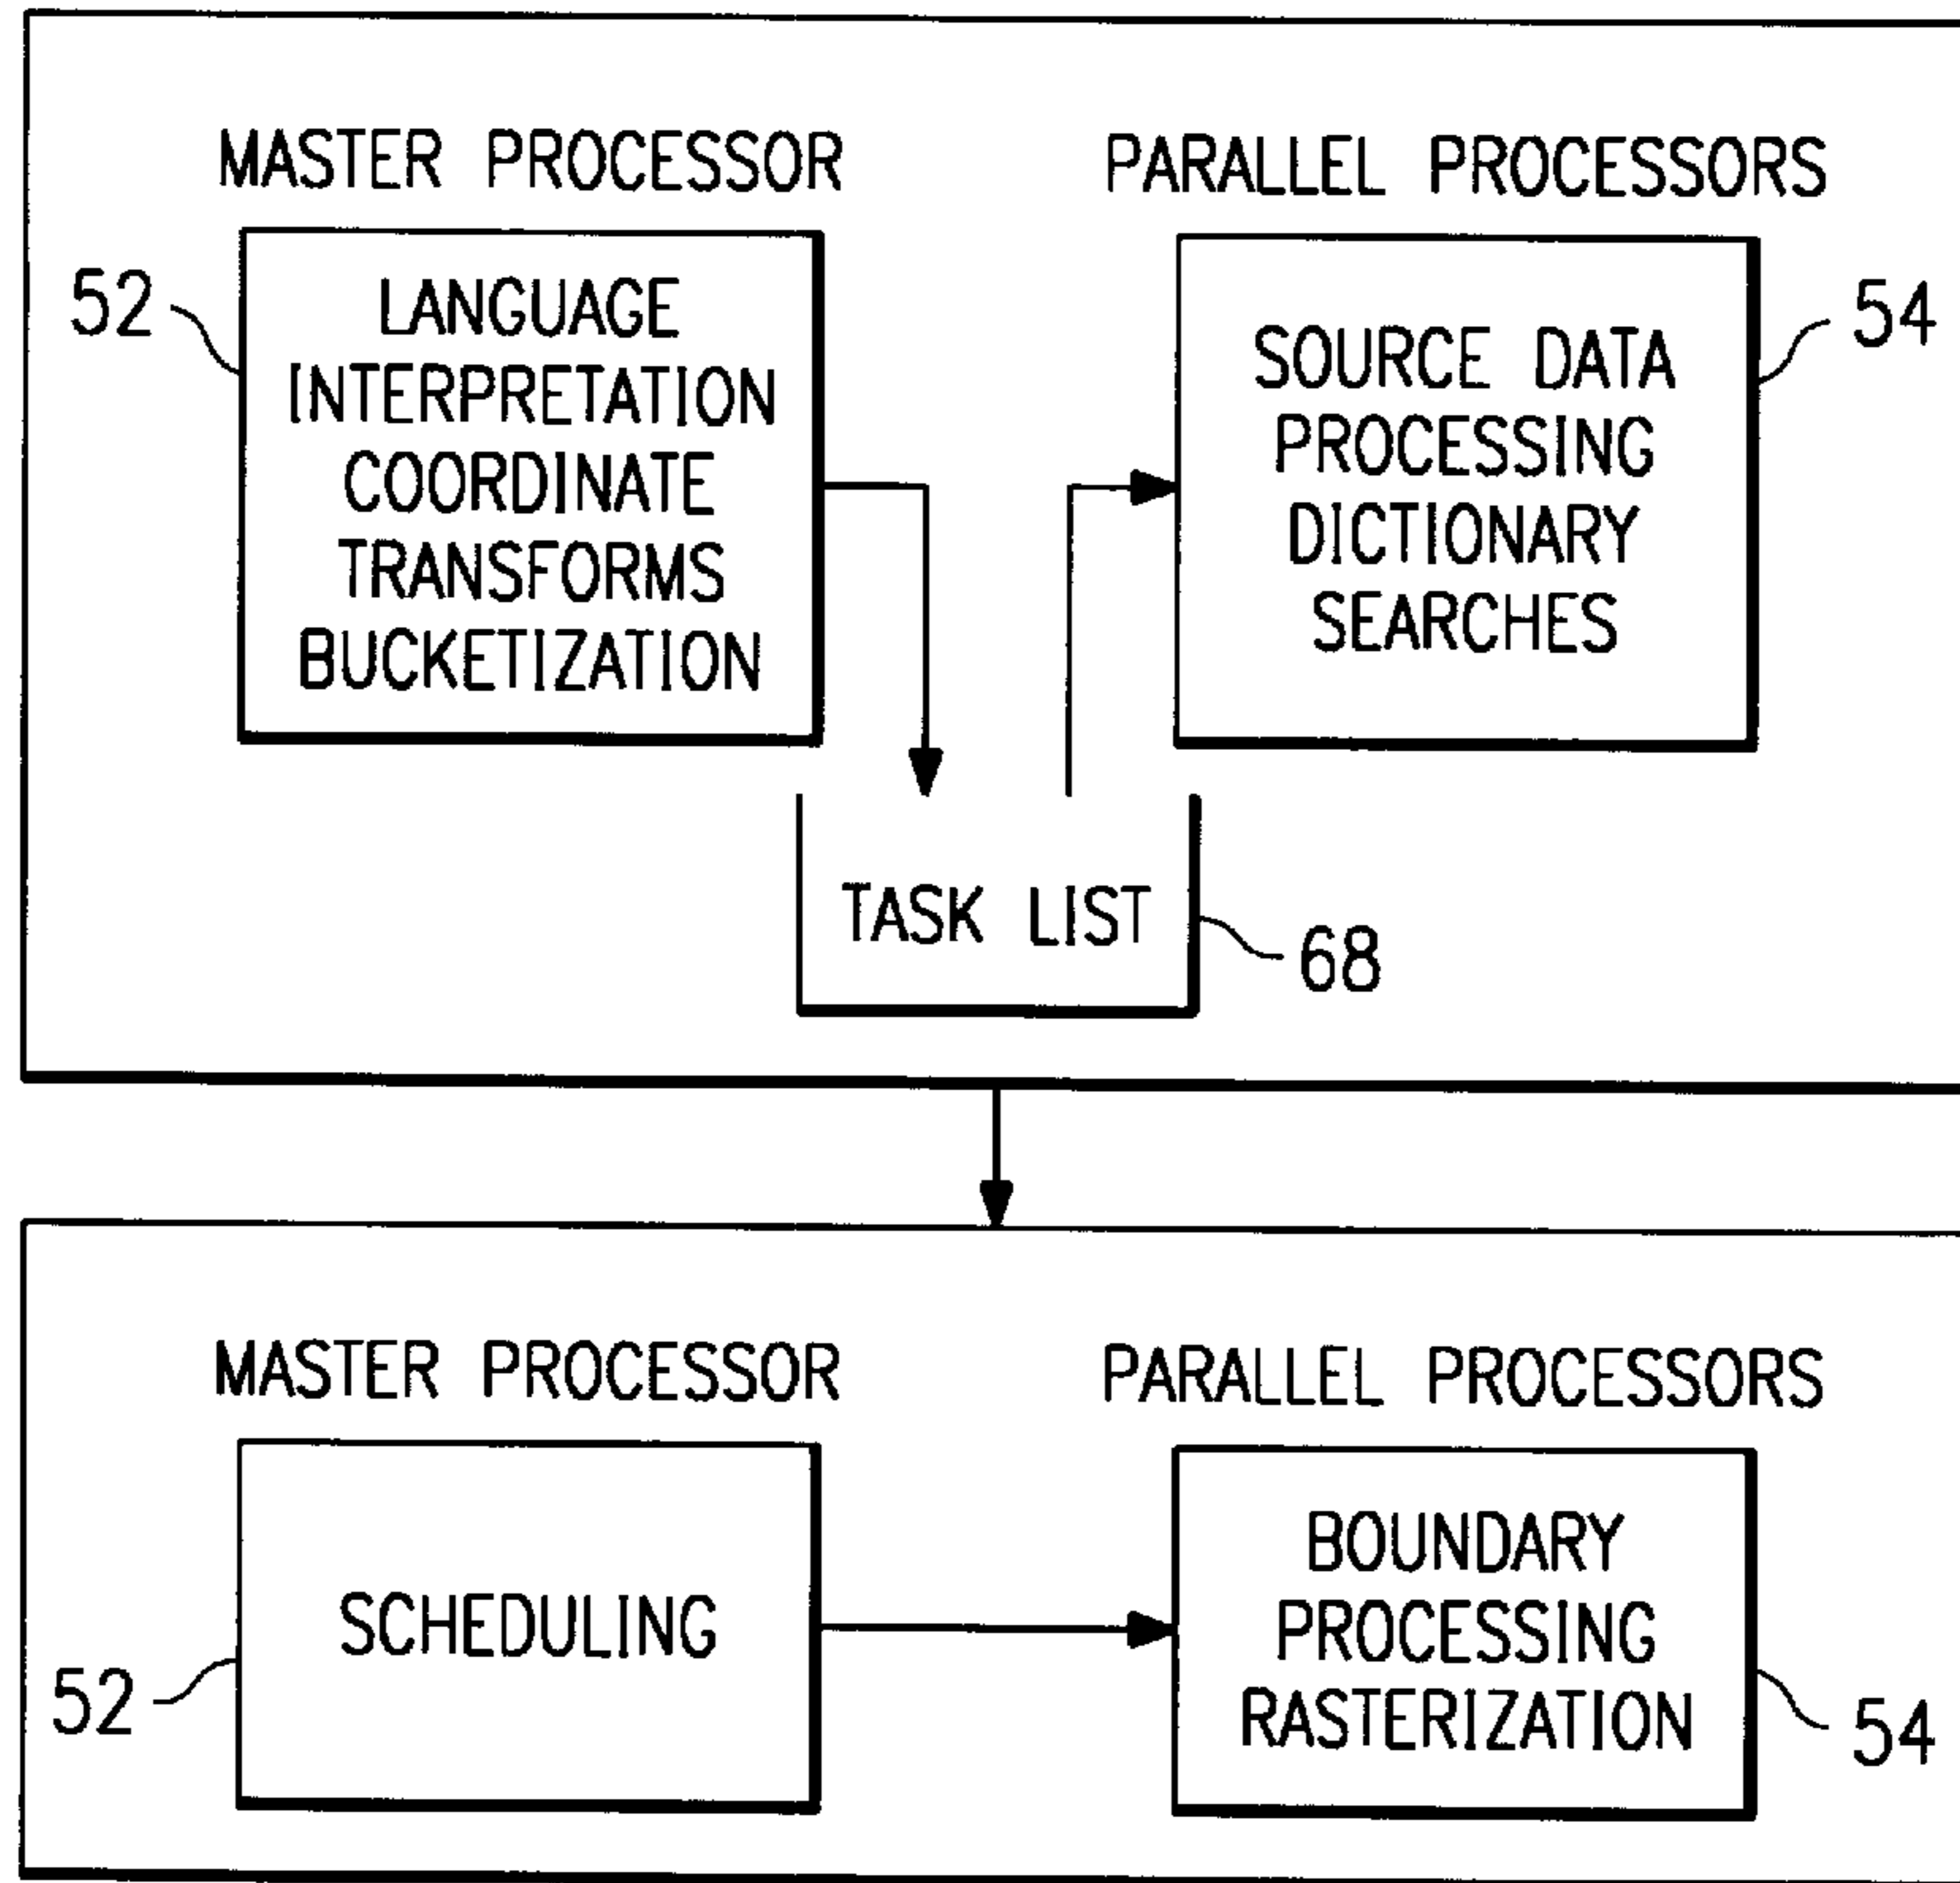 MASTER PROCESSOR
PARALLEL PROCESSORS
52
LANGUAGE
INTERPRETATION
COORDINATE
TRANSFORMS
BUCKETIZATION
SOURCE DATA
PROCESSING
DICTIONARY
SEARCHES
54
TASK LIST
68
MASTER PROCESSOR
PARALLEL PROCESSORS
SCHEDULING
52
BOUNDARY
PROCESSING
RASTERIZATION
54